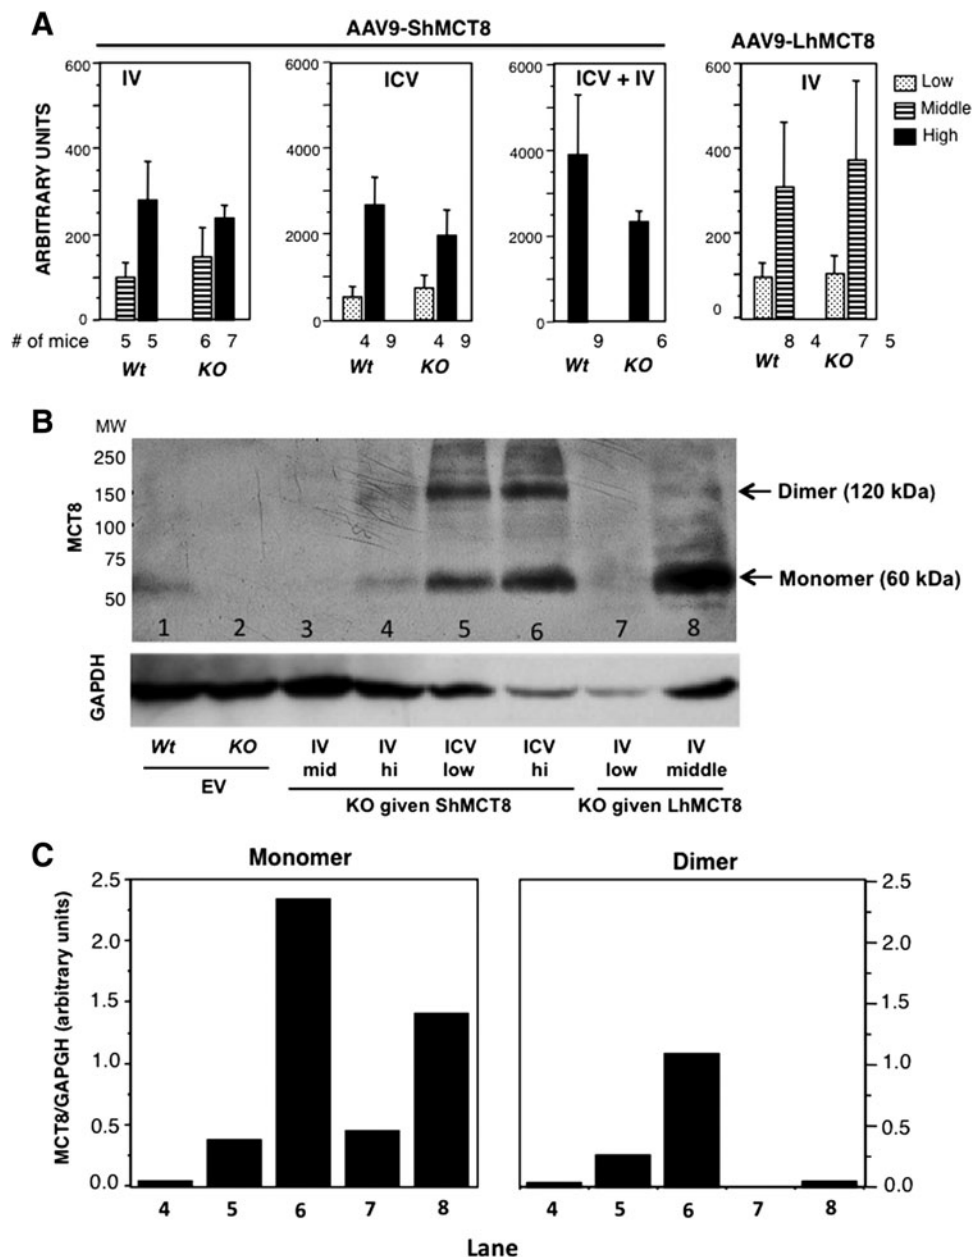 A
AAV9-ShMCT8
AAV9-LhMCT8
IV
ICV
ICV + IV
IV
Low
Middle
High
ARBITRARY UNITS
600
400
200
0
6000
4000
2000
0
6000
4000
2000
0
600
400
200
0
# of mice
5 5 6 7
4 9 4 9
9 6
8 4 7 5
Wt KO
Wt KO
Wt KO
Wt KO
B
MW
250
150
100
75
50
MCT8
Dimer (120 kDa)
Monomer (60 kDa)
1 2 3 4 5 6 7 8
GAPDH
Wt KO IV IV ICV ICV IV IV
mid hi low hi low middle
EV
KO given ShMCT8 KO given LhMCT8
C
Monomer
Dimer
MCT8/GAPGH (arbitrary units)
2.5
2.0
1.5
1.0
0.5
0.0
2.5
2.0
1.5
1.0
0.5
0.0
4 5 6 7 8
4 5 6 7 8
Lane